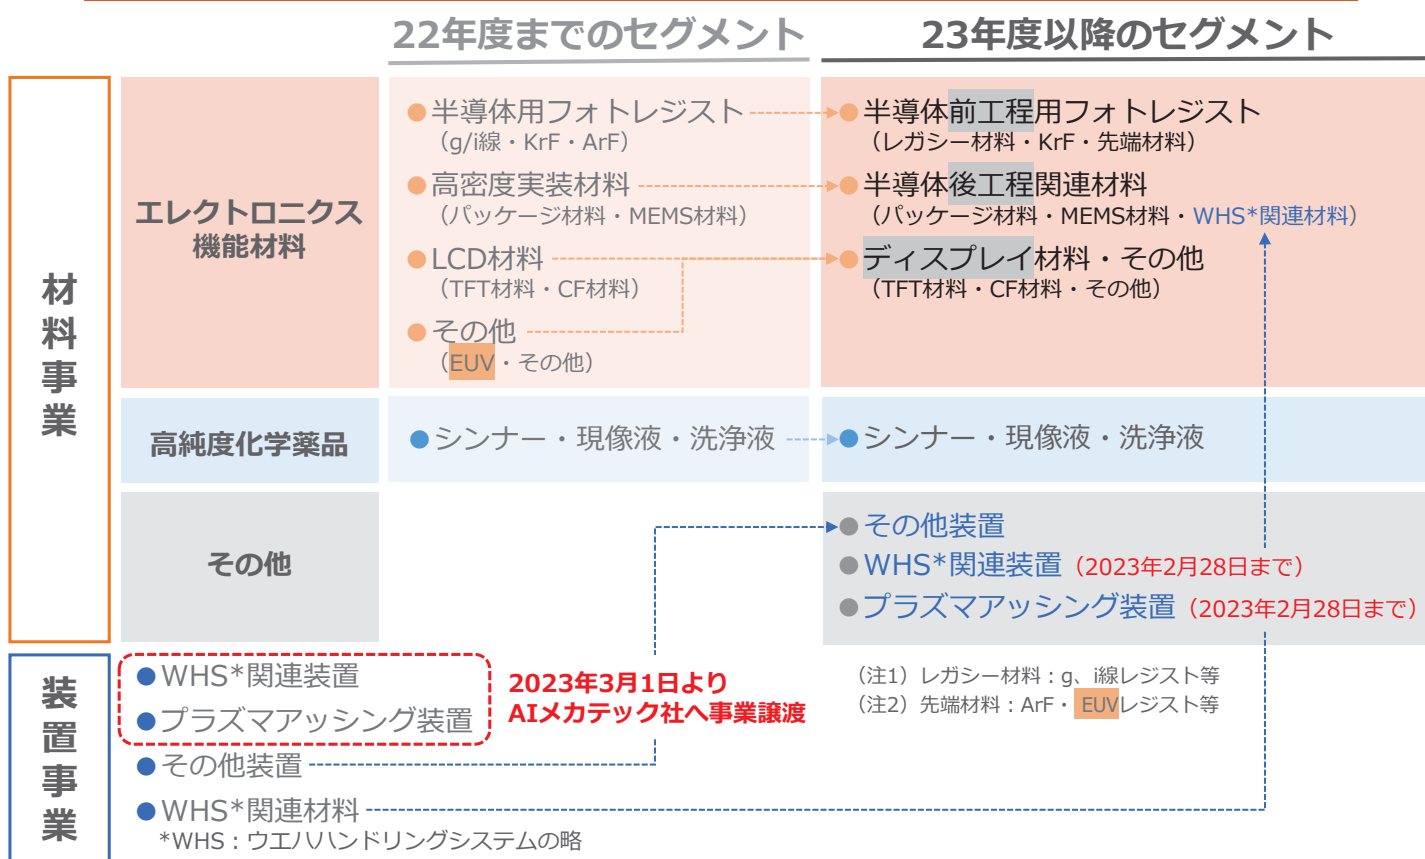 22年度までのセグメント
23年度以降のセグメント
材料事業
エレクトロニクス
機能材料
●半導体用フォトレジスト
（g/i線・KrF・ArF）
●高密度実装材料
（パッケージ材料・MEMS材料）
●LCD材料
（TFT材料・CF材料）
●その他
（EUV・その他）
●半導体前工程用フォトレジスト
（レガシー材料・KrF・先端材料）
●半導体後工程関連材料
（パッケージ材料・MEMS材料・WHS*関連材料）
●ディスプレイ材料・その他
（TFT材料・CF材料・その他）
高純度化学薬品
●シンナー・現像液・洗浄液
●シンナー・現像液・洗浄液
その他
●その他装置
●WHS*関連装置（2023年2月28日まで）
●プラズマアッシング装置（2023年2月28日まで）
装置事業
●WHS*関連装置
●プラズマアッシング装置
2023年3月1日より
AIメカテック社へ事業譲渡
●その他装置
●WHS*関連材料
*WHS：ウエハハンドリングシステムの略
（注1）レガシー材料：g、i線レジスト等
（注2）先端材料：ArF・EUVレジスト等